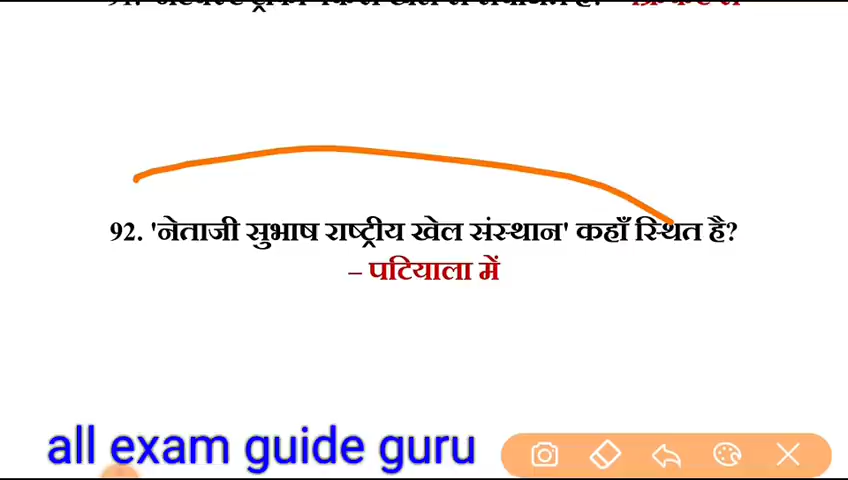 92. 'नेताजी सुभाष राष्ट्रीय खेल संस्थान' कहाँ स्थित है?
– पटियाला में
all exam guide guru